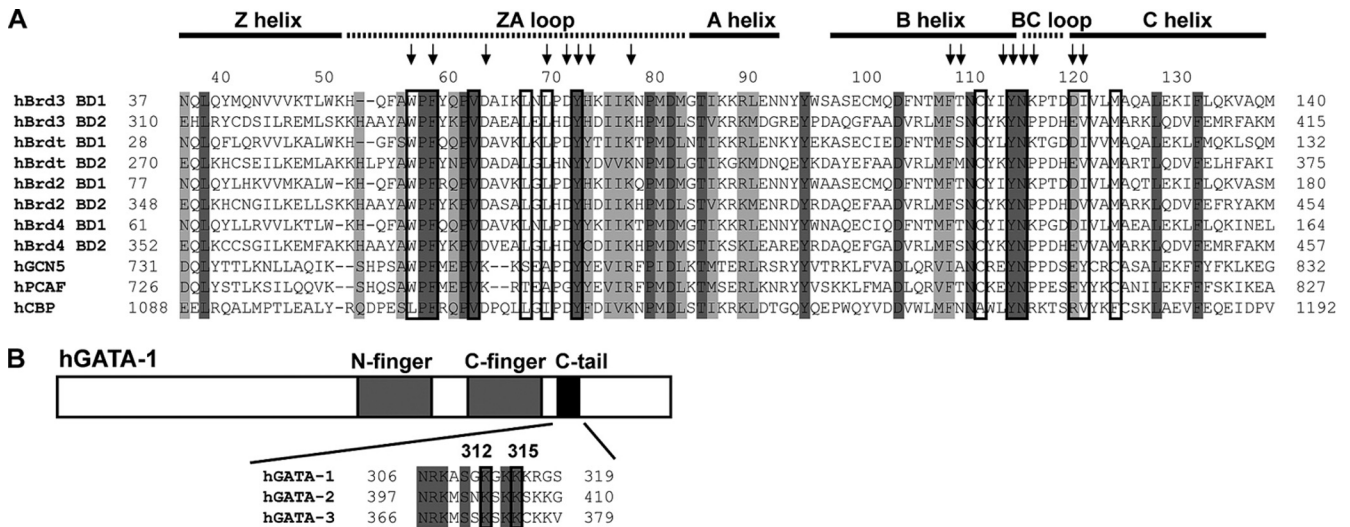 A
Z helix ZA loop A helix B helix BC loop C helix
40 50 60 70 80 90 100 110 120 130
hBrd3 BD1 37 NQLQYMQNVVVKTLWKH--QFAWPFYQPVDAIKLNLPDYHKIIKNPMDMGTIKKRLENNYYWSASECMQDFNTMFTNCYIYNKPTDDIVLMAQALEKIFLQKVAQM 140
hBrd3 BD2 310 EHLRYCDSILREMLSKKHAAYAWPFYKPVDAEALELHDYHDIIKHPMDLSTVKRKMDGREYPDAQGFAADVRLMFSNCYKYNPPDHEVVAMARKLQDVFEMRFAKM 415
hBrdt BD1 28 NQLQFLQRVVLKALWKH--GFSWPFQQPVDAVKLKLPDYYTIIKTPMDLNTIKKRLENKYYAKASECIEDFNTMFSNCYLYNKTGDDIVLMAQALEKLFMQKLSQM 132
hBrdt BD2 270 EQLKHCSEILKEMLAKKHLPYAWPFYNPVDADALGLHNYYDVVKNPMDLGTIKGKMDNQEYKDAYEFAADVRLMFMNCYKYNPPDHEVVTMARTLQDVFELHFAKI 375
hBrd2 BD1 77 NQLQYLHKVVMKALWK-H-QFAWPFRQPVDAVKLGLPDYHKIIKQPMDMGTIKRRLENNYYWAASECMQDFNTMFTNCYIYNKPTDDIVLMAQTLEKIFLQKVASM 180
hBrd2 BD2 348 EQLKHCNGILKELLSKKHAAYAWPFYKPVDASALGLHDYHDIIKHPMDLSTVKRKMENRDYRDAQEFAADVRLMFSNCYKYNPPDHDVVAMARKLQDVFEFRYAKM 454
hBrd4 BD1 61 NQLQYLLRVVLKTLWK-H-QFAWPFQQPVDAVKLNLPDYYKIIKTPMDMGTIKKRLENNYYWNAQECIQDFNTMFTNCYIYNKPGDDIVLMAEALEKLFLQKINEL 164
hBrd4 BD2 352 EQLKCCSGILKEMFAKKHAAYAWPFYKPVDVEALGLHDYCDIIKHPMDMSTIKSKLEAREYRDAQEFGADVRLMFSNCYKYNPPDHEVVAMARKLQDVFEMRFAKM 457
hGCN5 731 DQLYTTLKNLLAQIK--SHPSAWPFMEPVK--KSEAPDYYEVIRFPIDLKTMTERLRSRYYVTRKLFVADLQRVIANCREYNPPDSEYCRCASALEKFFYFKLKEG 832
hPCAF 726 DQLYSTLKSILQQVK--SHQSAWPFMEPVK--RTEAPGYYEVIRFPMDLKTMSERLKNRYYVSKKLFMADLQRVFTNCKEYNPPESEYYKCANILEKFFFSKIKEA 827
hCBP 1088 EELRQALMPTLEALY-RQDPESLPFRQPVDPQLLGIPDYFDIVKNPMDLSTIKRKLDTGQYQEPWQYVDDVWLMFNNAWLYNRKTSRVYKFCSKLAEVFEQEIDPV 1192
B
hGATA-1 N-finger C-finger C-tail
312 315
hGATA-1 306 NRKASGKGKKKRGS 319
hGATA-2 397 NRKMSNKSKKSKKG 410
hGATA-3 366 NRKMSSKSKKCKKV 379